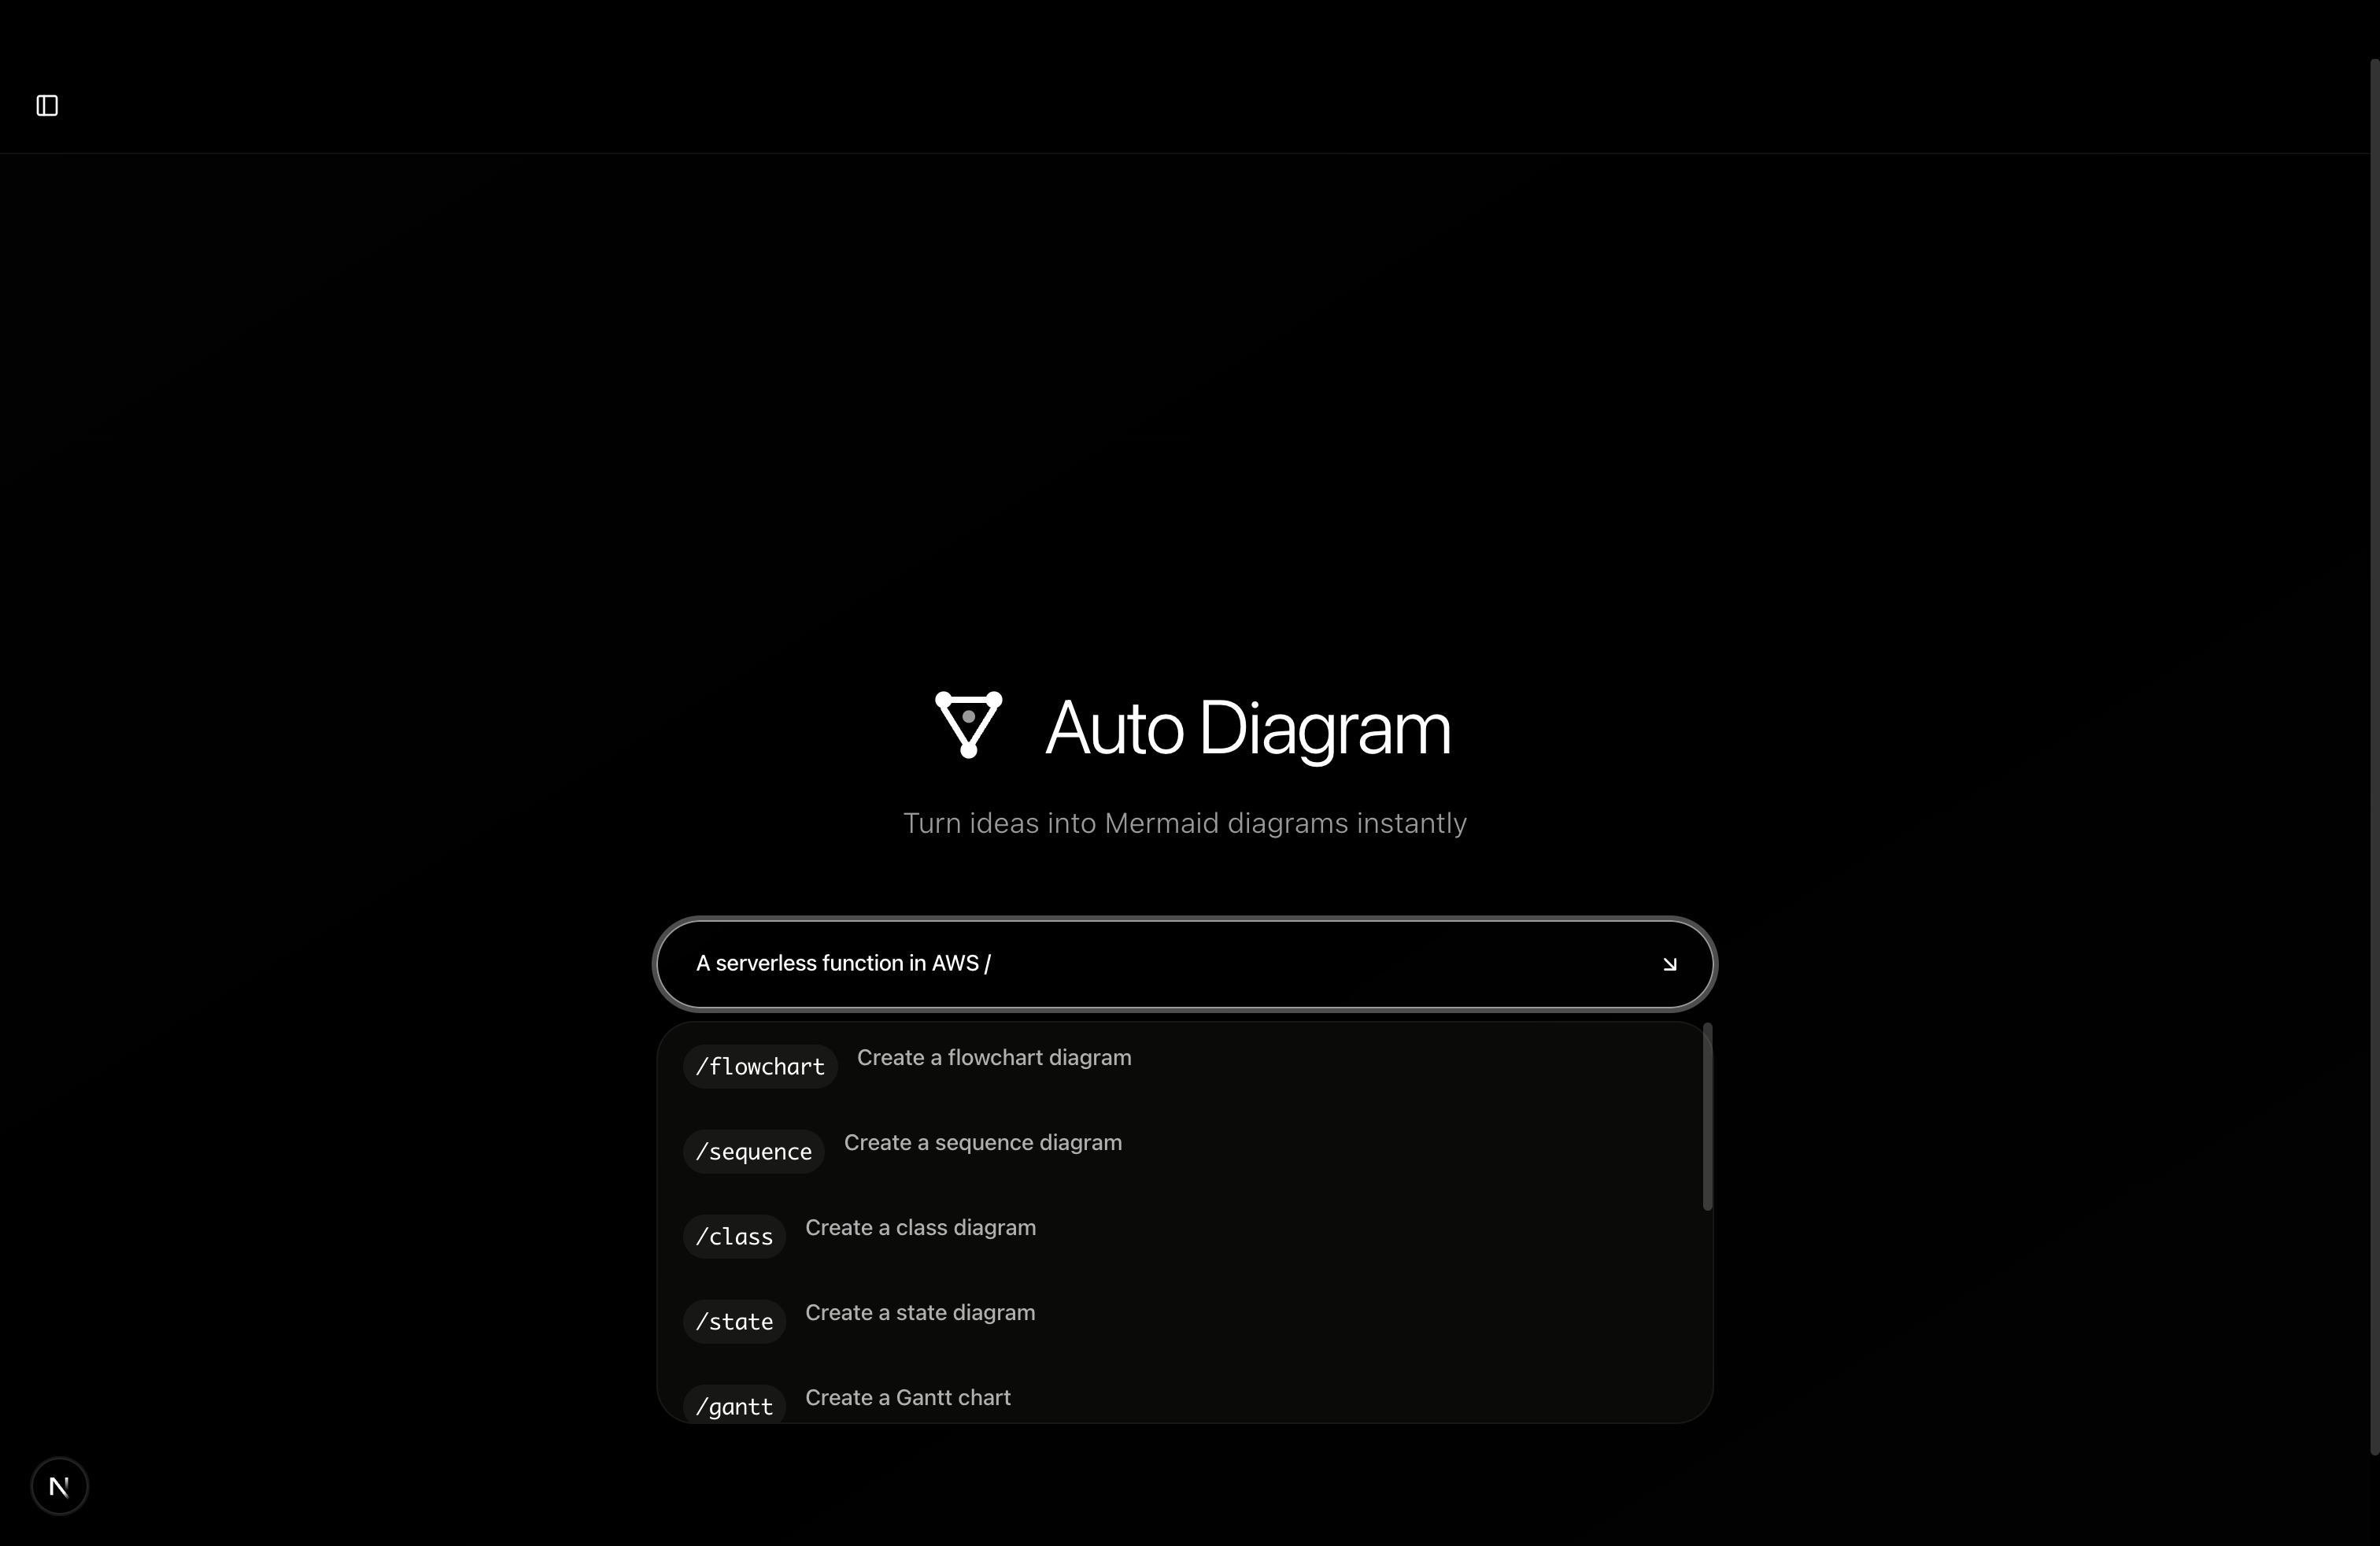 Auto Diagram
Turn ideas into Mermaid diagrams instantly
A serverless function in AWS /
/flowchart Create a flowchart diagram
/sequence Create a sequence diagram
/class Create a class diagram
/state Create a state diagram
/gantt Create a Gantt chart
N